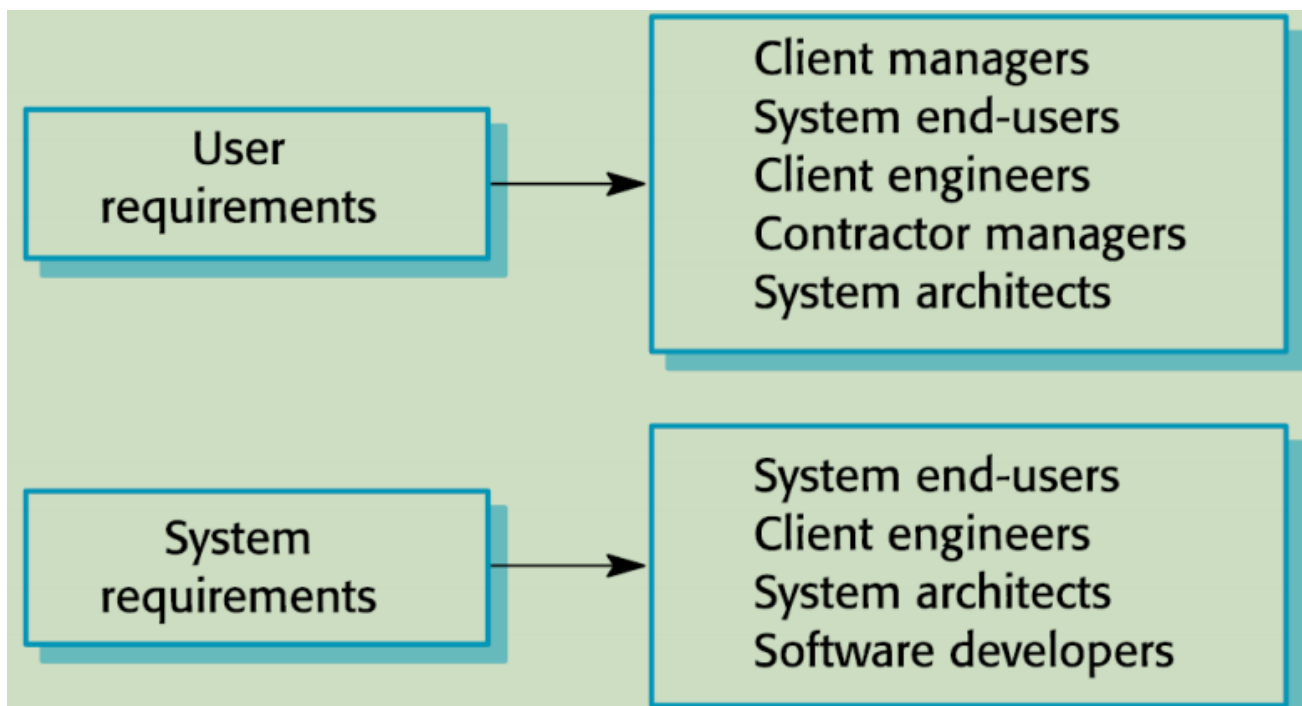 User
requirements
Client managers
System end-users
Client engineers
Contractor managers
System architects
System
requirements
System end-users
Client engineers
System architects
Software developers